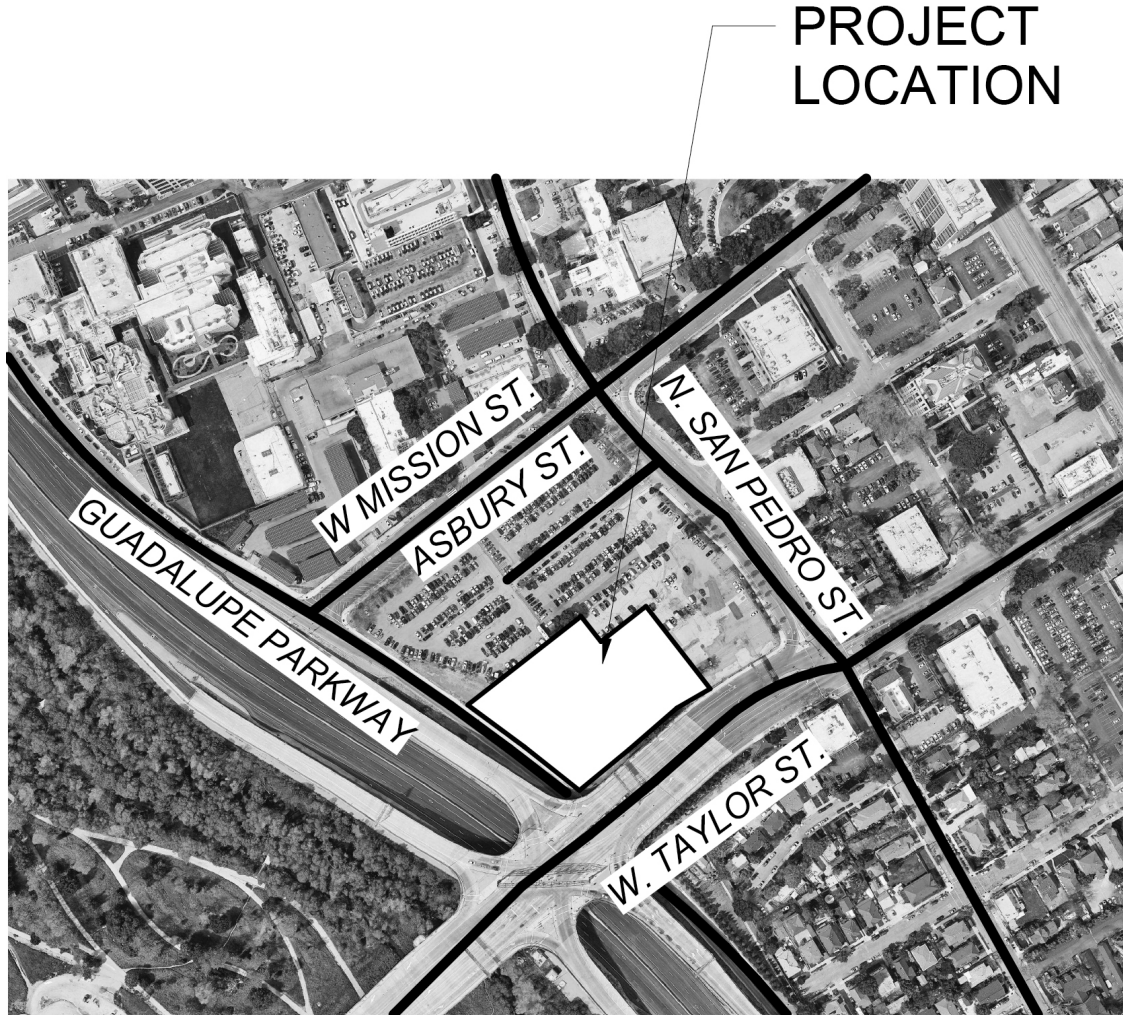 PROJECT
LOCATION
W MISSION ST.
ASBURY ST.
N. SAN PEDRO ST.
GUADALUPE PARKWAY
W. TAYLOR ST.